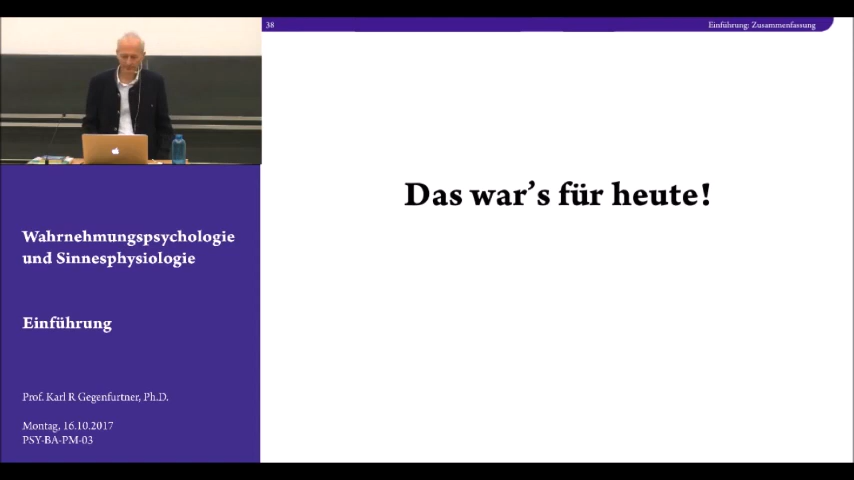 38
Einführung: Zusammenfassung
Das war’s für heute!
Wahrnehmungspsychologie
und Sinnesphysiologie
Einführung
Prof. Karl R Gegenfurtner, Ph.D.
Montag, 16.10.2017
PSY-BA-PM-03